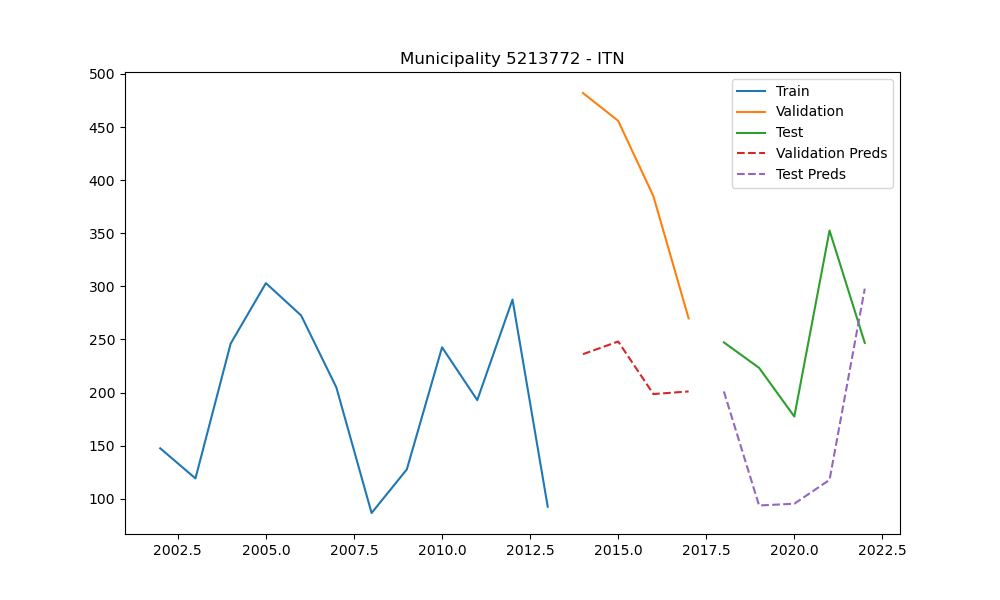 Municipality 5213772 - ITN
500
450
400
350
300
250
200
150
100
Train
Validation
Test
Validation Preds
Test Preds
2002.5 2005.0 2007.5 2010.0 2012.5 2015.0 2017.5 2020.0 2022.5